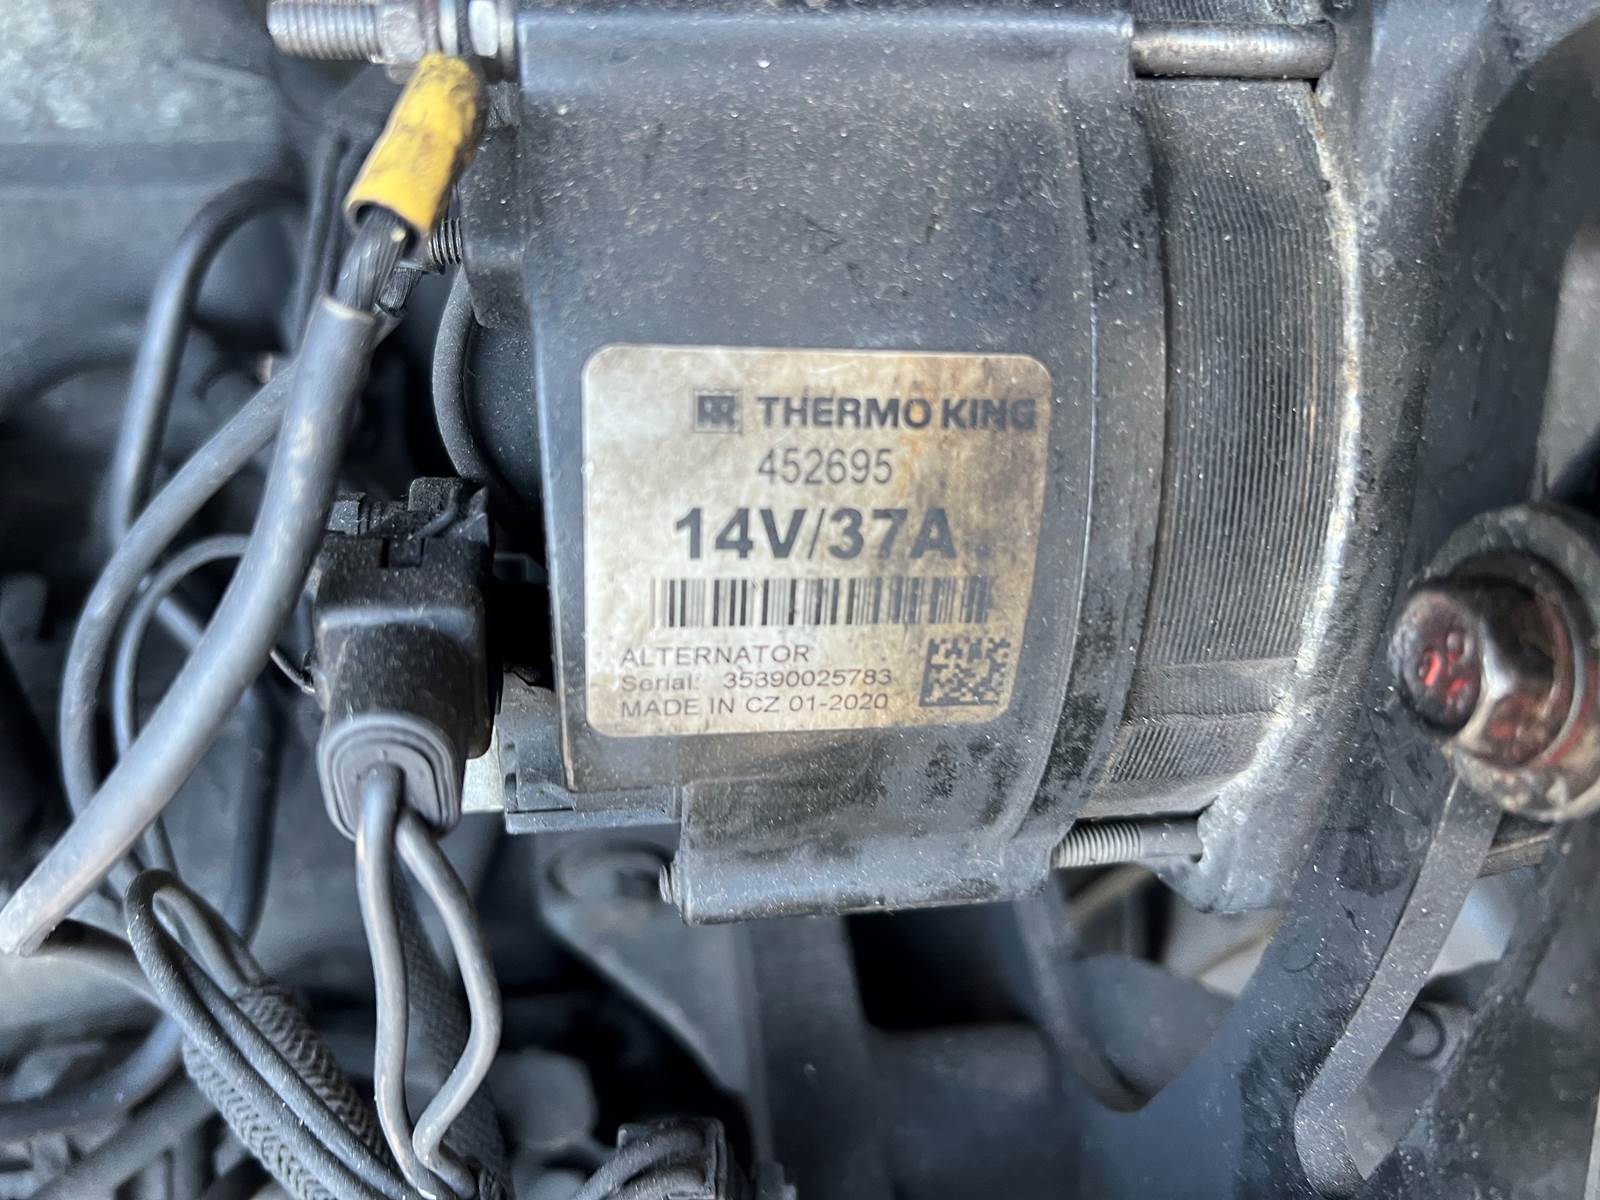 THERMO KING
452695
14V/37A
ALTERNATOR
Serial: 35390025783
MADE IN CZ 01-2020